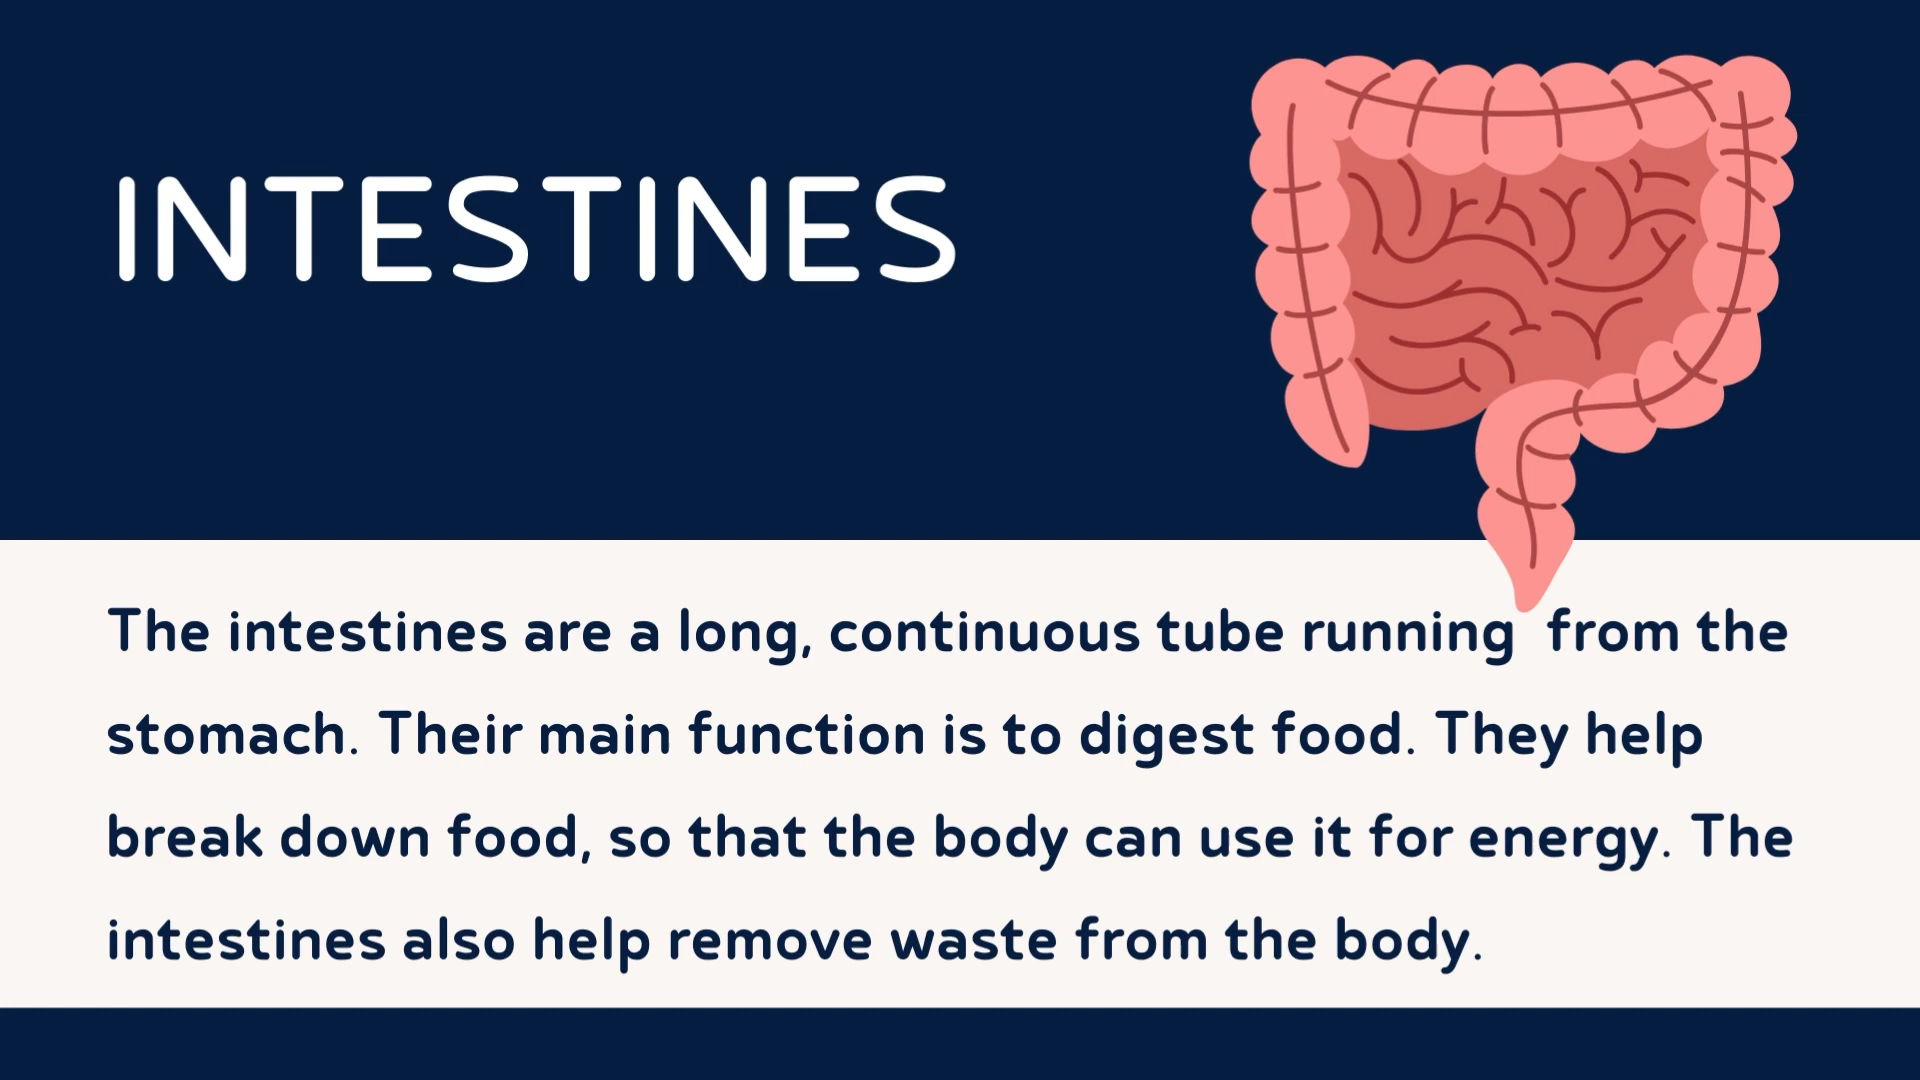 INTESTINES
The intestines are a long, continuous tube running  from the
stomach. Their main function is to digest food. They help
break down food, so that the body can use it for energy. The
intestines also help remove waste from the body.